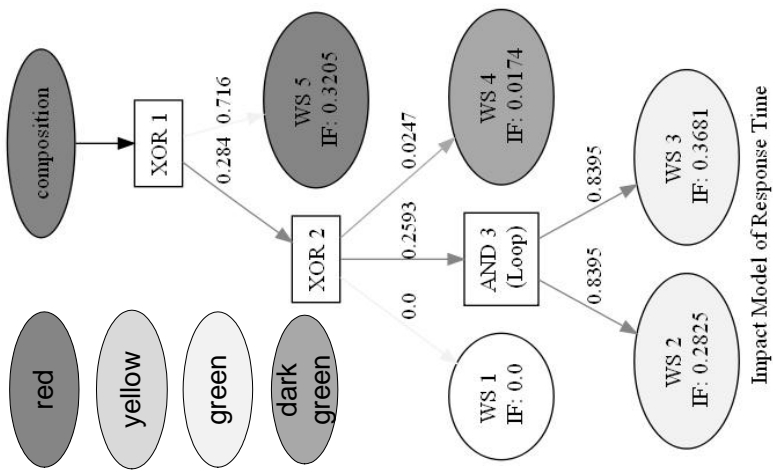 red
yellow
green
dark
green
composition
XOR 1
0.284
0.716
WS 5
IF: 0.3205
XOR 2
0.0
0.2593
0.0247
WS 1
IF: 0.0
AND 3
(Loop)
WS 4
IF: 0.0174
0.8395
0.8395
WS 2
IF: 0.2825
WS 3
IF: 0.3681
Impact Model of Response Time